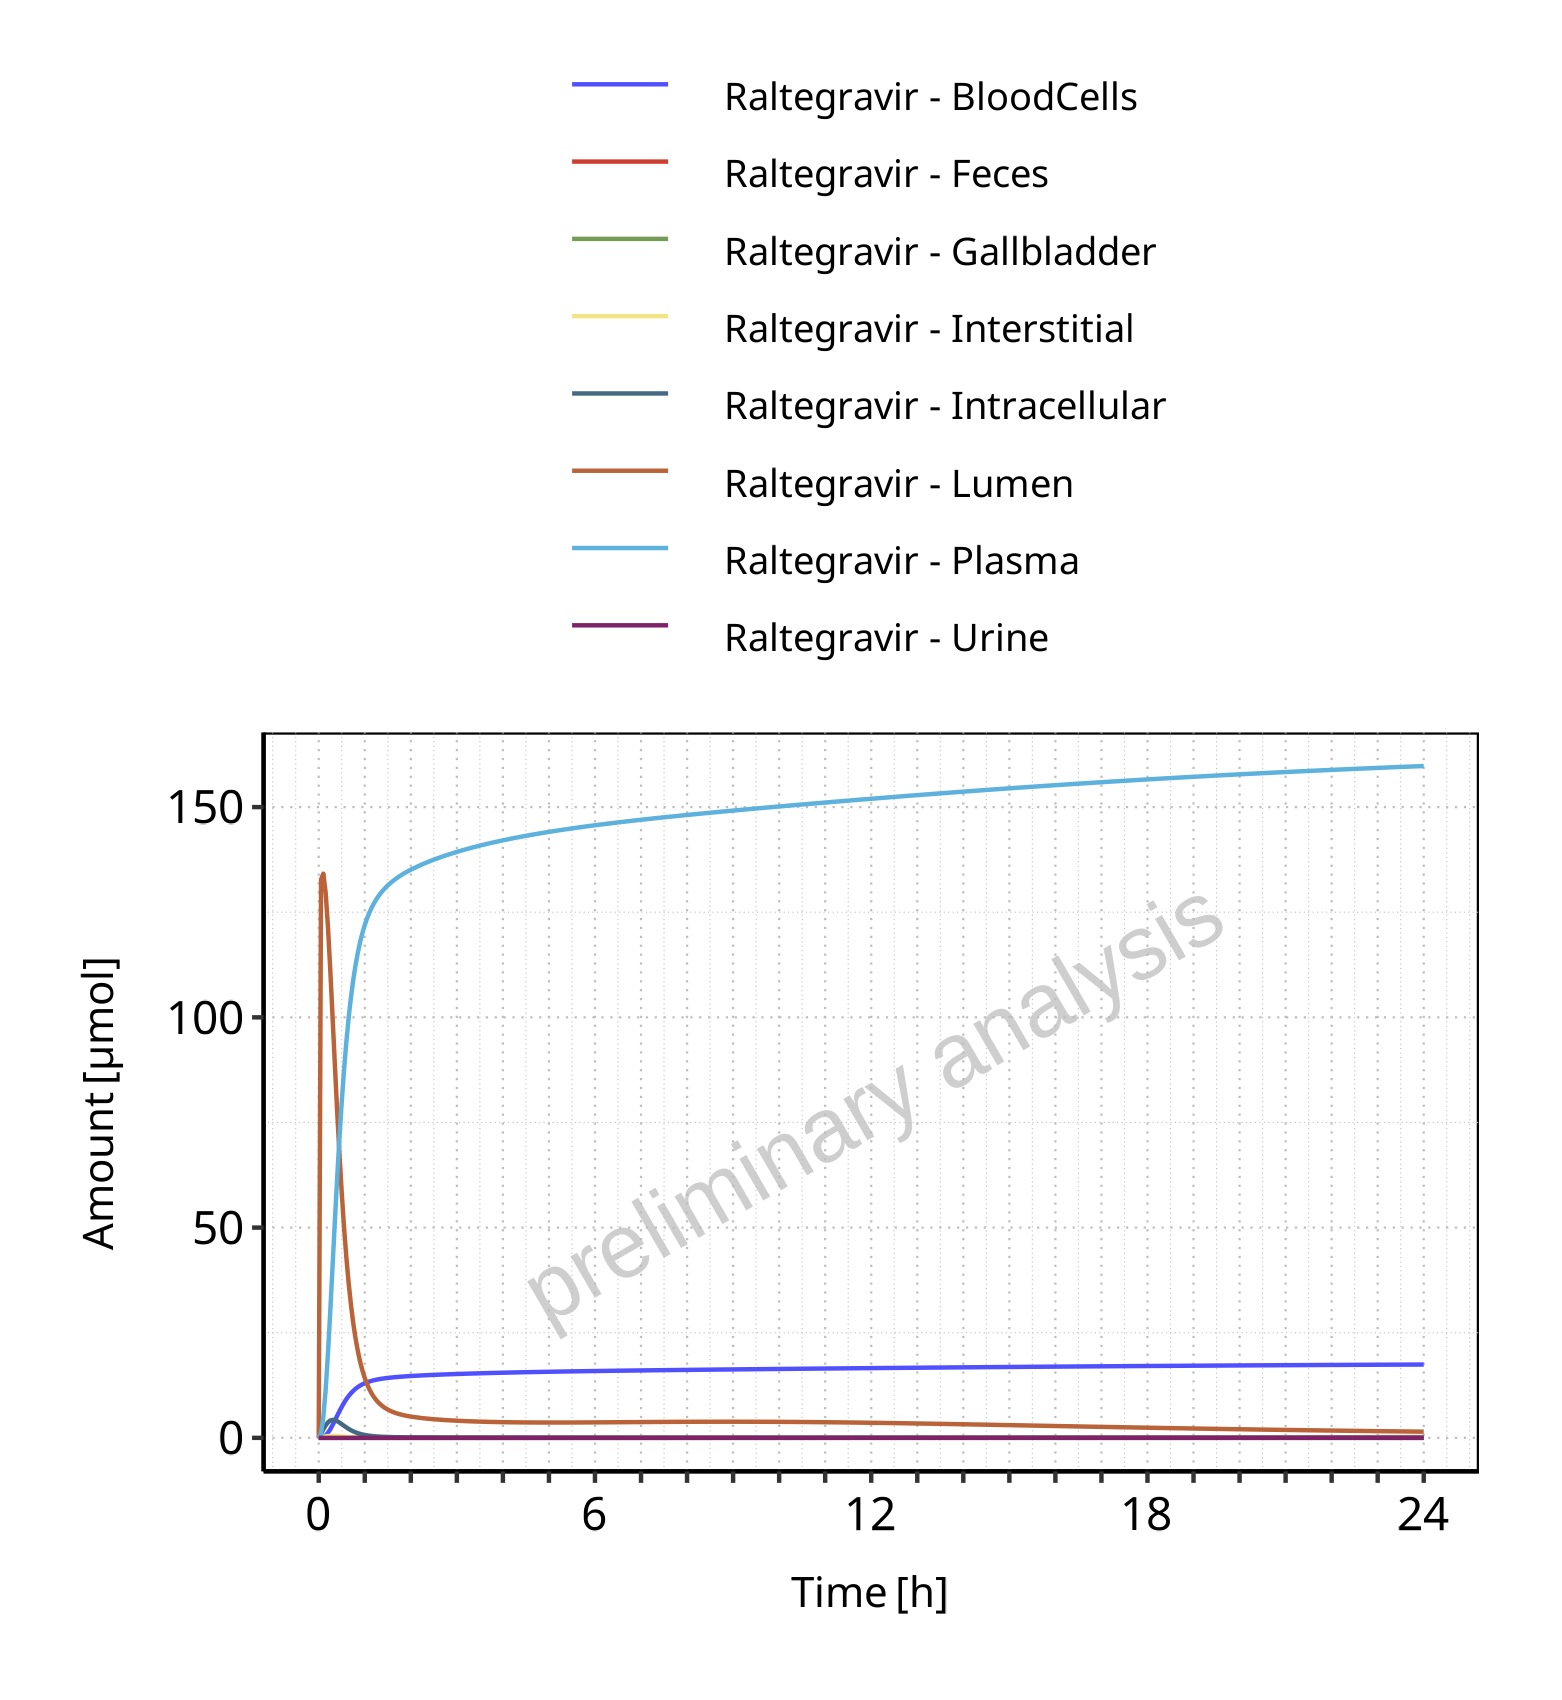 Raltegravir - BloodCells
Raltegravir - Feces
Raltegravir - Gallbladder
Raltegravir - Interstitial
Raltegravir - Intracellular
Raltegravir - Lumen
Raltegravir - Plasma
Raltegravir - Urine
150
100
50
0
Amount [µmol]
preliminary analysis
0 6 12 18 24
Time [h]